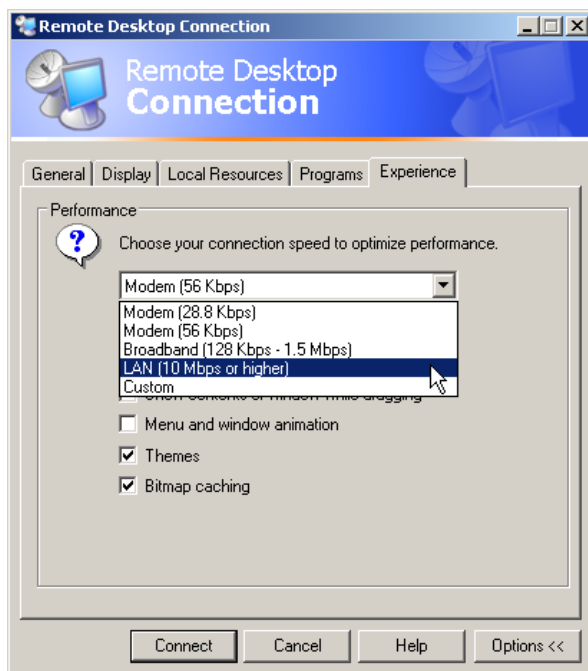 Remote Desktop Connection
Remote Desktop
Connection
General Display Local Resources Programs Experience
Performance
?
Choose your connection speed to optimize performance.
Modem (56 Kbps)
Modem (28.8 Kbps)
Modem (56 Kbps)
Broadband (128 Kbps - 1.5 Mbps)
LAN (10 Mbps or higher)
Custom
Menu and window animation
Themes
Bitmap caching
Connect Cancel Help Options <<